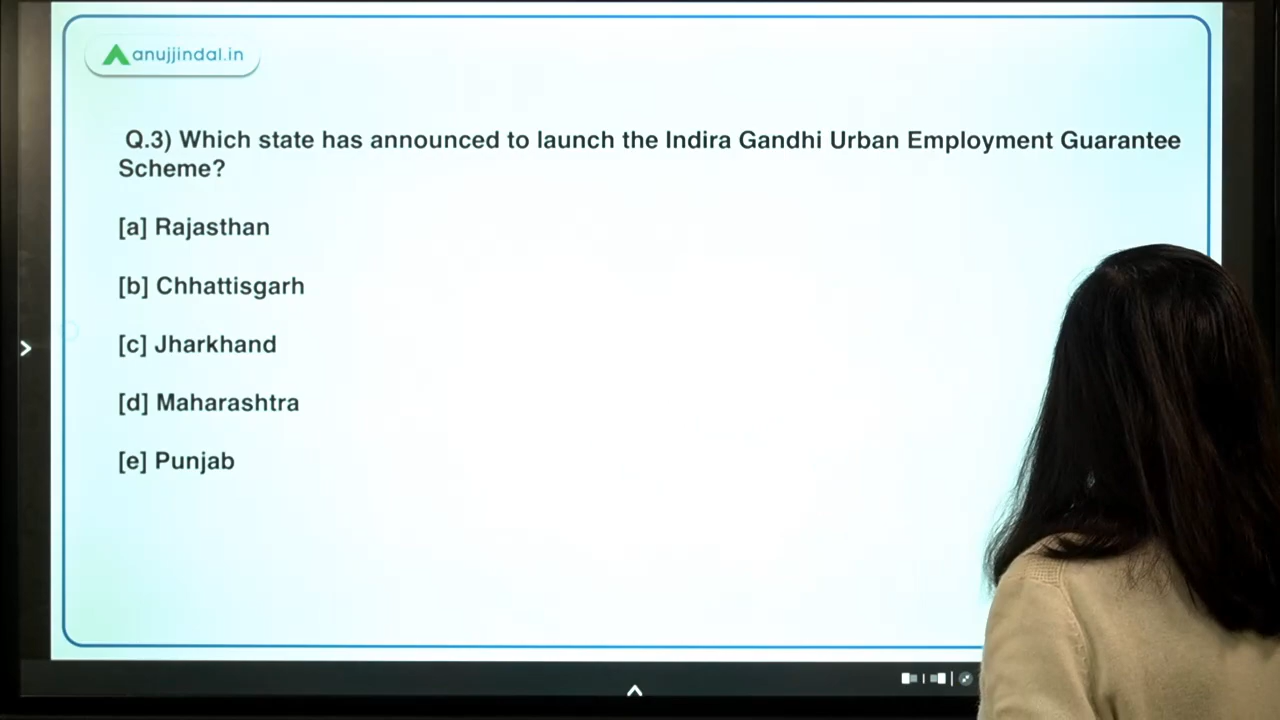 anujjindal.in
Q.3) Which state has announced to launch the Indira Gandhi Urban Employment Guarantee
Scheme?
[a] Rajasthan
[b] Chhattisgarh
[c] Jharkhand
[d] Maharashtra
[e] Punjab